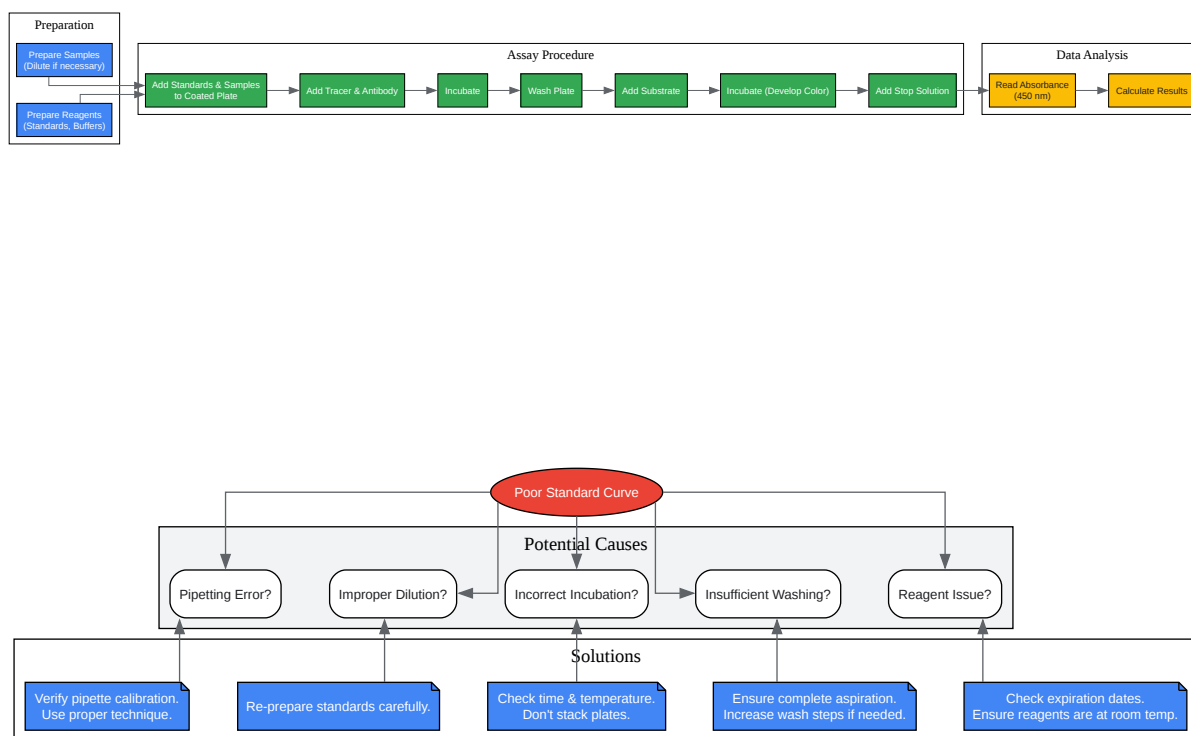 Preparation
Prepare Samples
(Dilute if necessary)
Prepare Reagents
(Standards, Buffers)
Assay Procedure
Add Standards & Samples
to Coated Plate
Add Tracer & Antibody
Incubate
Wash Plate
Add Substrate
Incubate (Develop Color)
Add Stop Solution
Data Analysis
Read Absorbance
(450 nm)
Calculate Results
Poor Standard Curve
Potential Causes
Pipetting Error?
Improper Dilution?
Incorrect Incubation?
Insufficient Washing?
Reagent Issue?
Solutions
Verify pipette calibration.
Use proper technique.
Re-prepare standards carefully.
Check time & temperature.
Don't stack plates.
Ensure complete aspiration.
Increase wash steps if needed.
Check expiration dates.
Ensure reagents are at room temp.